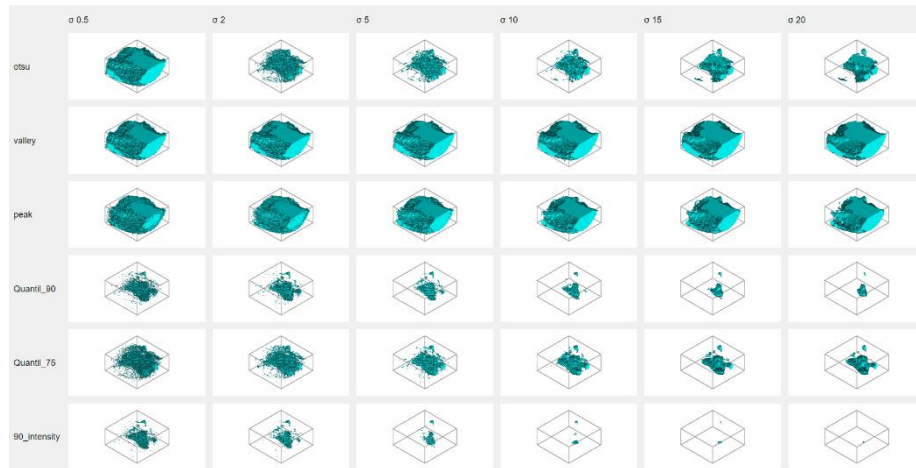 σ 0.5 σ 2 σ 5 σ 10 σ 15 σ 20
otsu
valley
peak
Quantil_90
Quantil_75
90_intensity